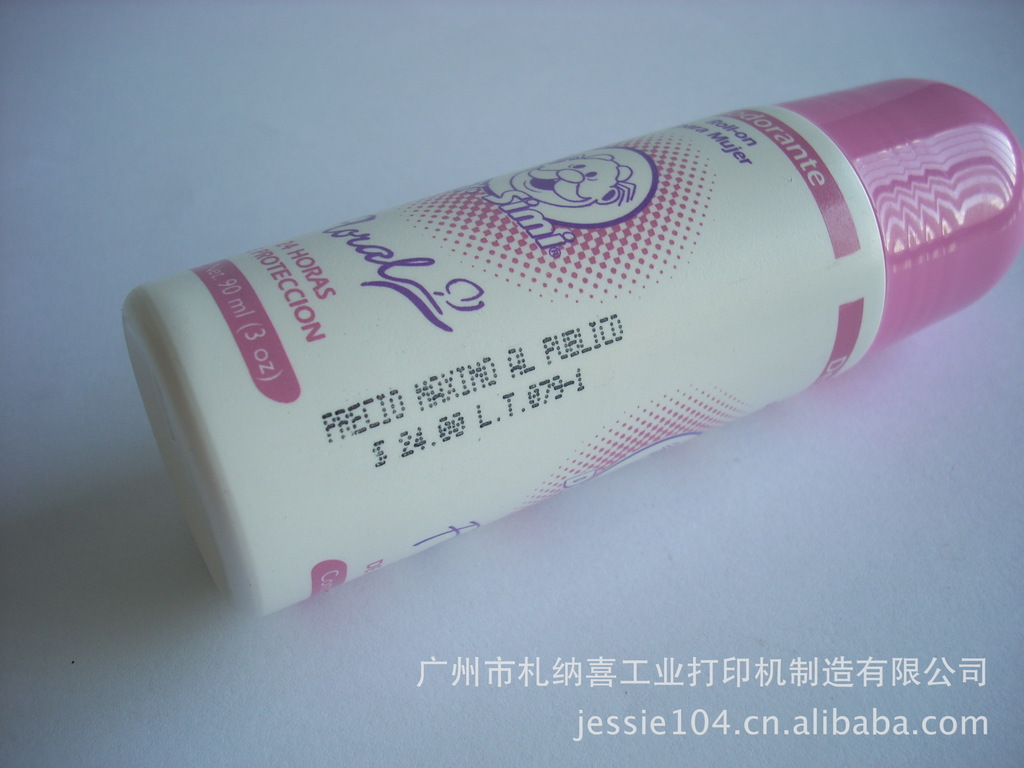 Roll-on
Mujer
simi®
24 HORAS
PROTECCION
90 ml (3 oz)
PRECIO MAXIMO AL PUBLICO
$ 24.00 L.T.079-1
广州市札纳喜工业打印机制造有限公司
jessie104.cn.alibaba.com